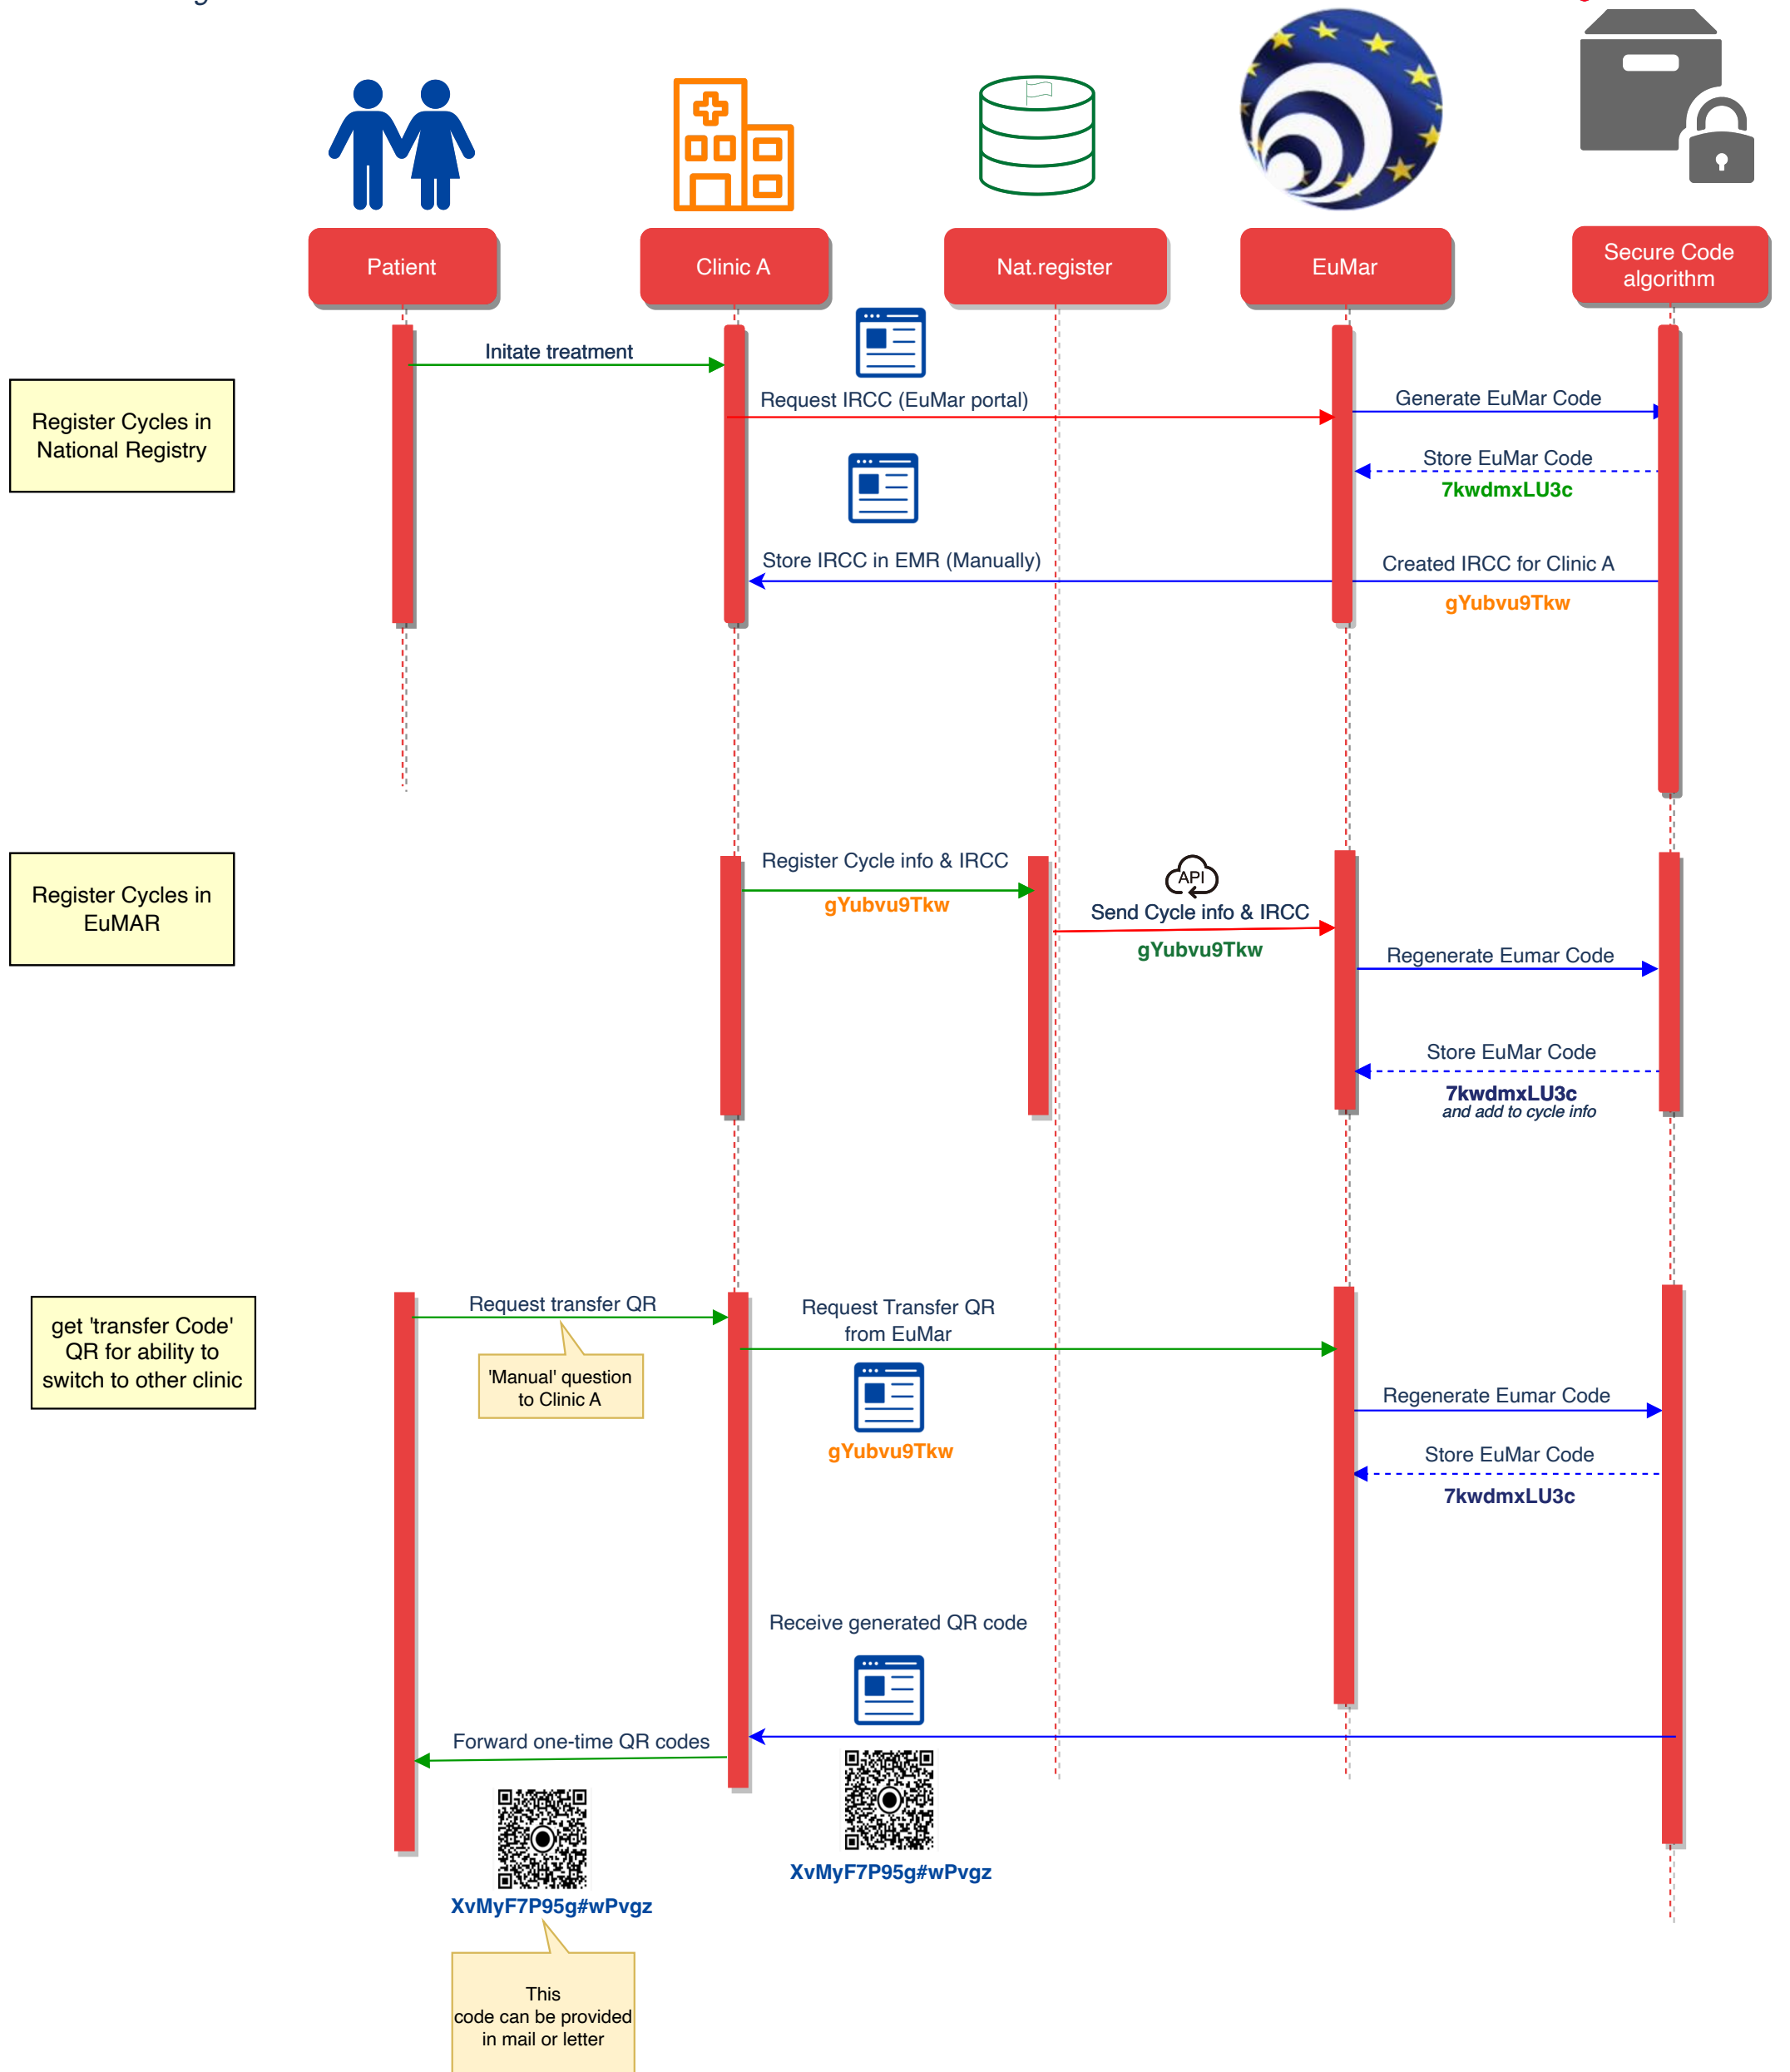 Patient
Clinic A
Nat.register
EuMar
Secure Code
algorithm
Initate treatment
Register Cycles in
National Registry
Request IRCC (EuMar portal)
Generate EuMar Code
Store EuMar Code
7kwdmxLU3c
Store IRCC in EMR (Manually)
Created IRCC for Clinic A
gYubvu9Tkw
Register Cycles in
EuMAR
Register Cycle info & IRCC
gYubvu9Tkw
API
Send Cycle info & IRCC
gYubvu9Tkw
Regenerate Eumar Code
Store EuMar Code
7kwdmxLU3c
and add to cycle info
get 'transfer Code'
QR for ability to
switch to other clinic
Request transfer QR
'Manual' question
to Clinic A
Request Transfer QR
from EuMar
gYubvu9Tkw
Regenerate Eumar Code
Store EuMar Code
7kwdmxLU3c
Receive generated QR code
Forward one-time QR codes
XvMyF7P95g#wPvgz
XvMyF7P95g#wPvgz
This
code can be provided
in mail or letter